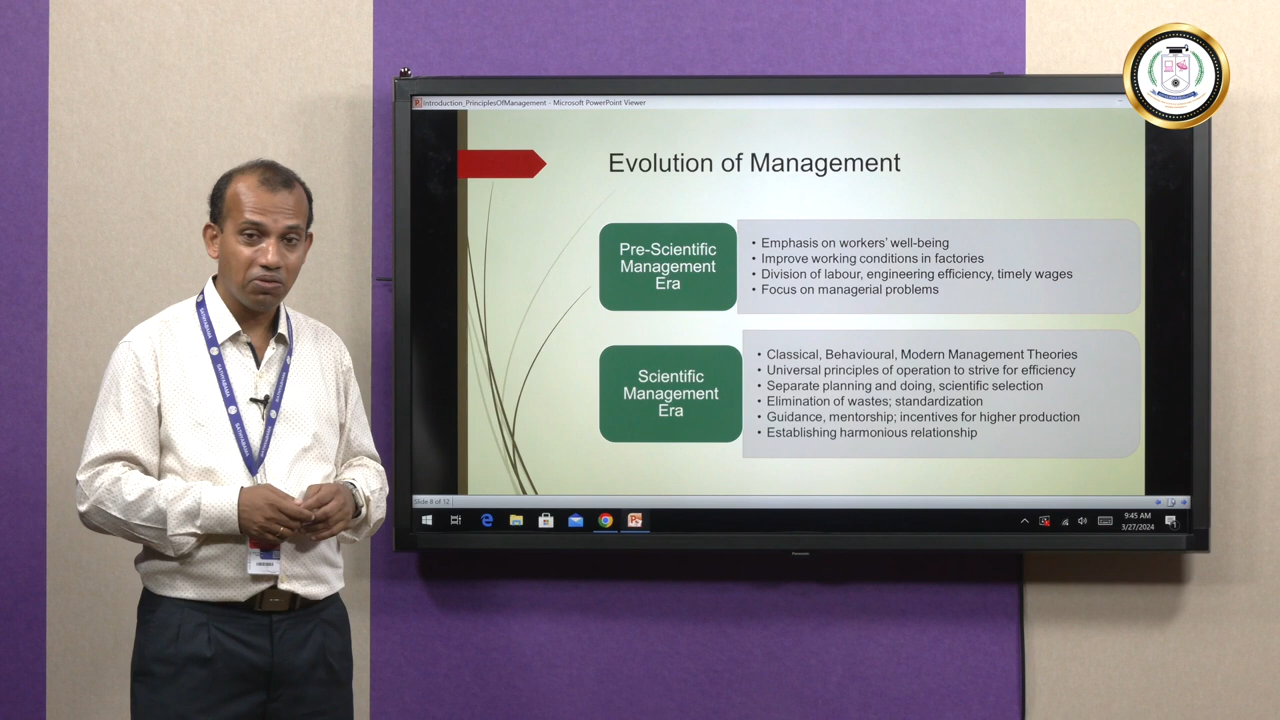 Introduction_PrinciplesOfManagement - Microsoft PowerPoint Viewer
Evolution of Management
Pre-Scientific
Management
Era
• Emphasis on workers' well-being
• Improve working conditions in factories
• Division of labour, engineering efficiency, timely wages
• Focus on managerial problems
Scientific
Management
Era
• Classical, Behavioural, Modern Management Theories
• Universal principles of operation to strive for efficiency
• Separate planning and doing, scientific selection
• Elimination of wastes; standardization
• Guidance, mentorship; incentives for higher production
• Establishing harmonious relationship
Slide 8 of 12
9:45 AM
3/27/2024
Panasonic
SATHYABAMA
SATHYABAMA